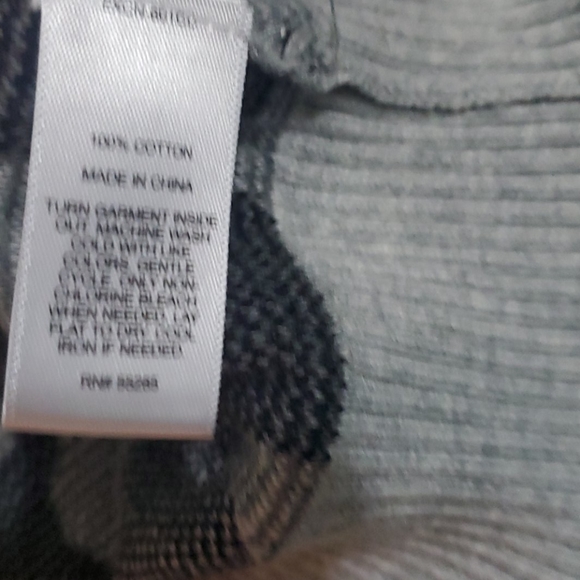 100% COTTON
MADE IN CHINA
TURN GARMENT INSIDE
OUT, MACHINE WASH
COLD WITH LIKE
COLORS, GENTLE
CYCLE, ONLY NON-
CHLORINE BLEACH
WHEN NEEDED, LAY
FLAT TO DRY, COOL
IRON IF NEEDED
RN#